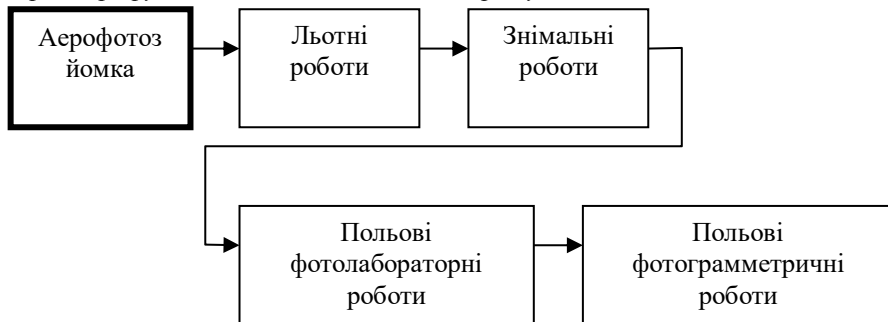 Аерофотоз
йомка
Льотні
роботи
Знімальні
роботи
Польові
фотолабораторні
роботи
Польові
фотограмметричні
роботи